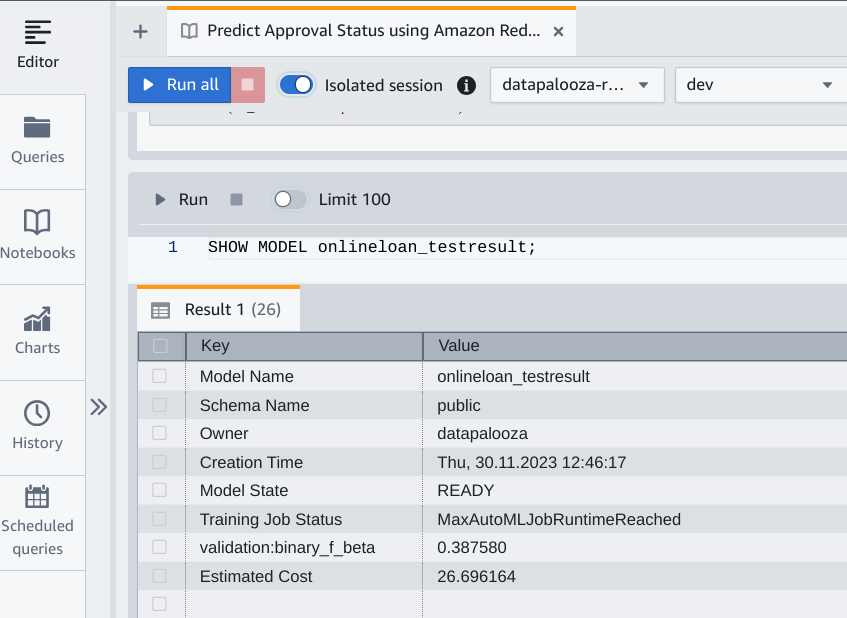 Editor
Queries
Notebooks
Charts
History
Scheduled
queries
Predict Approval Status using Amazon Red...
Run all
Isolated session
datapalooza-r...
dev
Run
Limit 100
1 SHOW MODEL onlineloan_testresult;
Result 1 (26)
Key Value
Model Name onlineloan_testresult
Schema Name public
Owner datapalooza
Creation Time Thu, 30.11.2023 12:46:17
Model State READY
Training Job Status MaxAutoMLJobRuntimeReached
validation:binary_f_beta 0.387580
Estimated Cost 26.696164